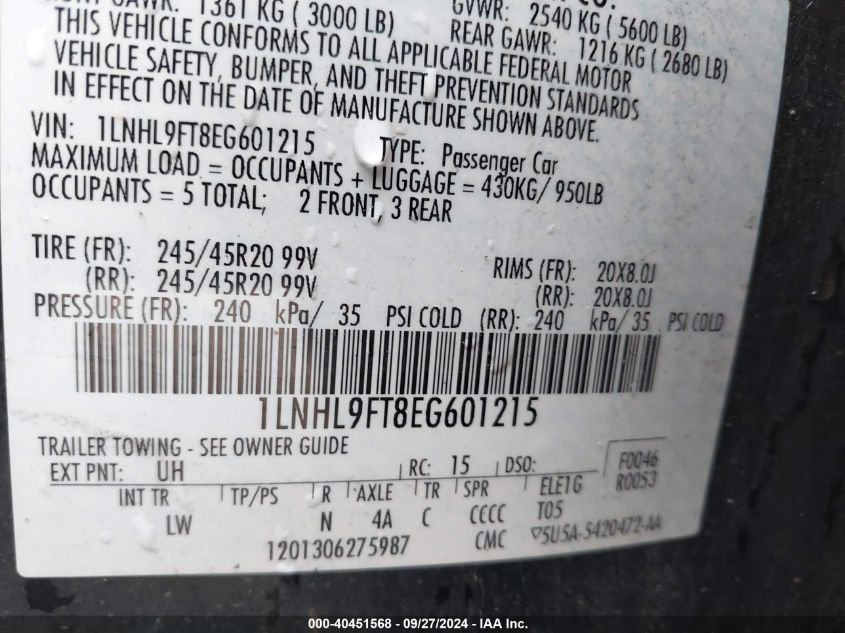 1361 KG ( 3000 LB)
GVWR: 2540 KG ( 5600 LB)
REAR GAWR: 1216 KG ( 2680 LB)
THIS VEHICLE CONFORMS TO ALL APPLICABLE FEDERAL MOTOR
VEHICLE SAFETY, BUMPER, AND THEFT PREVENTION STANDARDS
IN EFFECT ON THE DATE OF MANUFACTURE SHOWN ABOVE.
VIN: 1LNHL9FT8EG601215 TYPE: Passenger Car
MAXIMUM LOAD = OCCUPANTS + LUGGAGE = 430KG/ 950LB
OCCUPANTS = 5 TOTAL; 2 FRONT, 3 REAR
TIRE (FR): 245/45R20 99V RIMS (FR): 20X8.0J
(RR): 245/45R20 99V (RR): 20X8.0J
PRESSURE (FR): 240 kPa/ 35 PSI COLD (RR): 240 kPa/ 35 PSI COLD
1LNHL9FT8EG601215
TRAILER TOWING - SEE OWNER GUIDE
EXT PNT: UH RC: 15 DSO: F0046
R0053
INT TR TP/PS R AXLE TR SPR ELE1G
LW N 4A C CCCC T05
1201306275987 CMC ▽5U5A-5420472-AA
000-40451568 - 09/27/2024 - IAAI Inc.